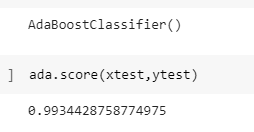 AdaBoostClassifier()
] ada.score(xtest,ytest)
0.9934428758774975